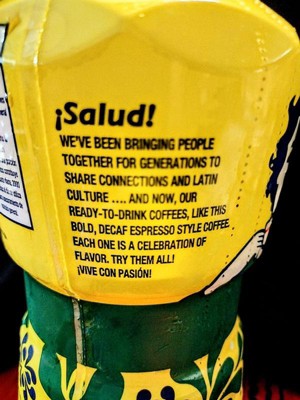 ¡Salud!
WE'VE BEEN BRINGING PEOPLE
TOGETHER FOR GENERATIONS TO
SHARE CONNECTIONS AND LATIN
CULTURE .... AND NOW, OUR
READY-TO-DRINK COFFEES, LIKE THIS
BOLD, DECAF ESPRESSO STYLE COFFEE.
EACH ONE IS A CELEBRATION OF
FLAVOR. TRY THEM ALL!
¡VIVE CON PASIÓN!